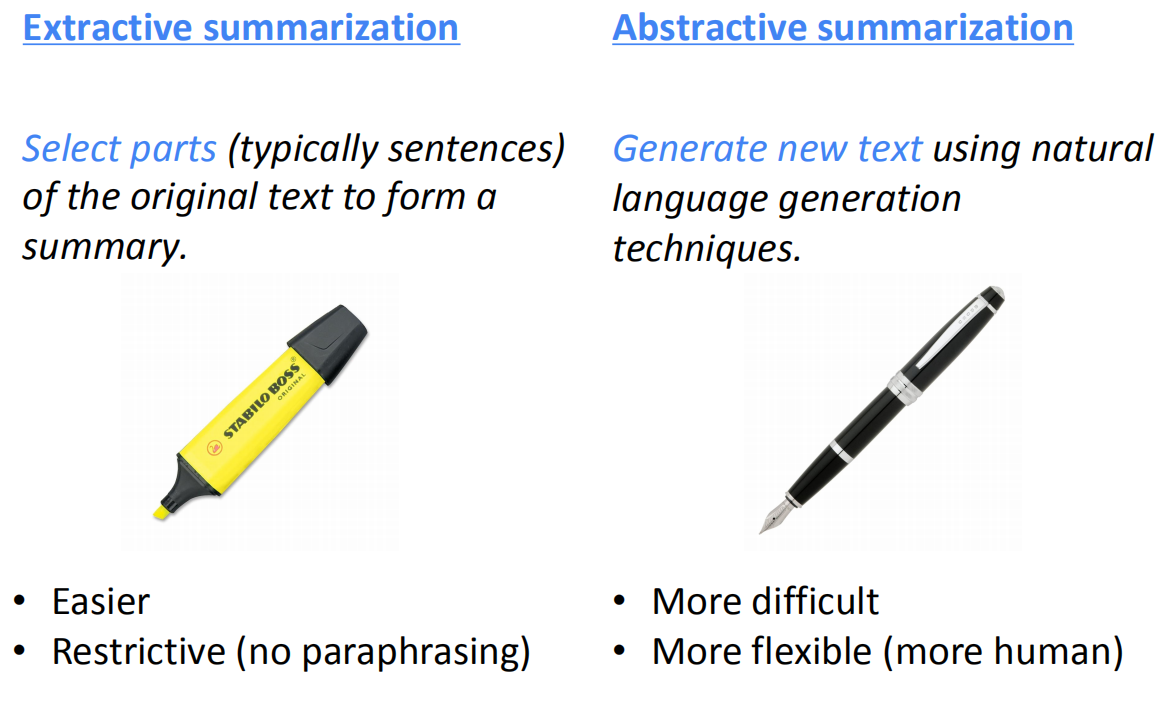 Extractive summarization
Select parts (typically sentences)
of the original text to form a
summary.
STABILO BOSS®
ORIGINAL
• Easier
• Restrictive (no paraphrasing)
Abstractive summarization
Generate new text using natural
language generation
techniques.
• More difficult
• More flexible (more human)